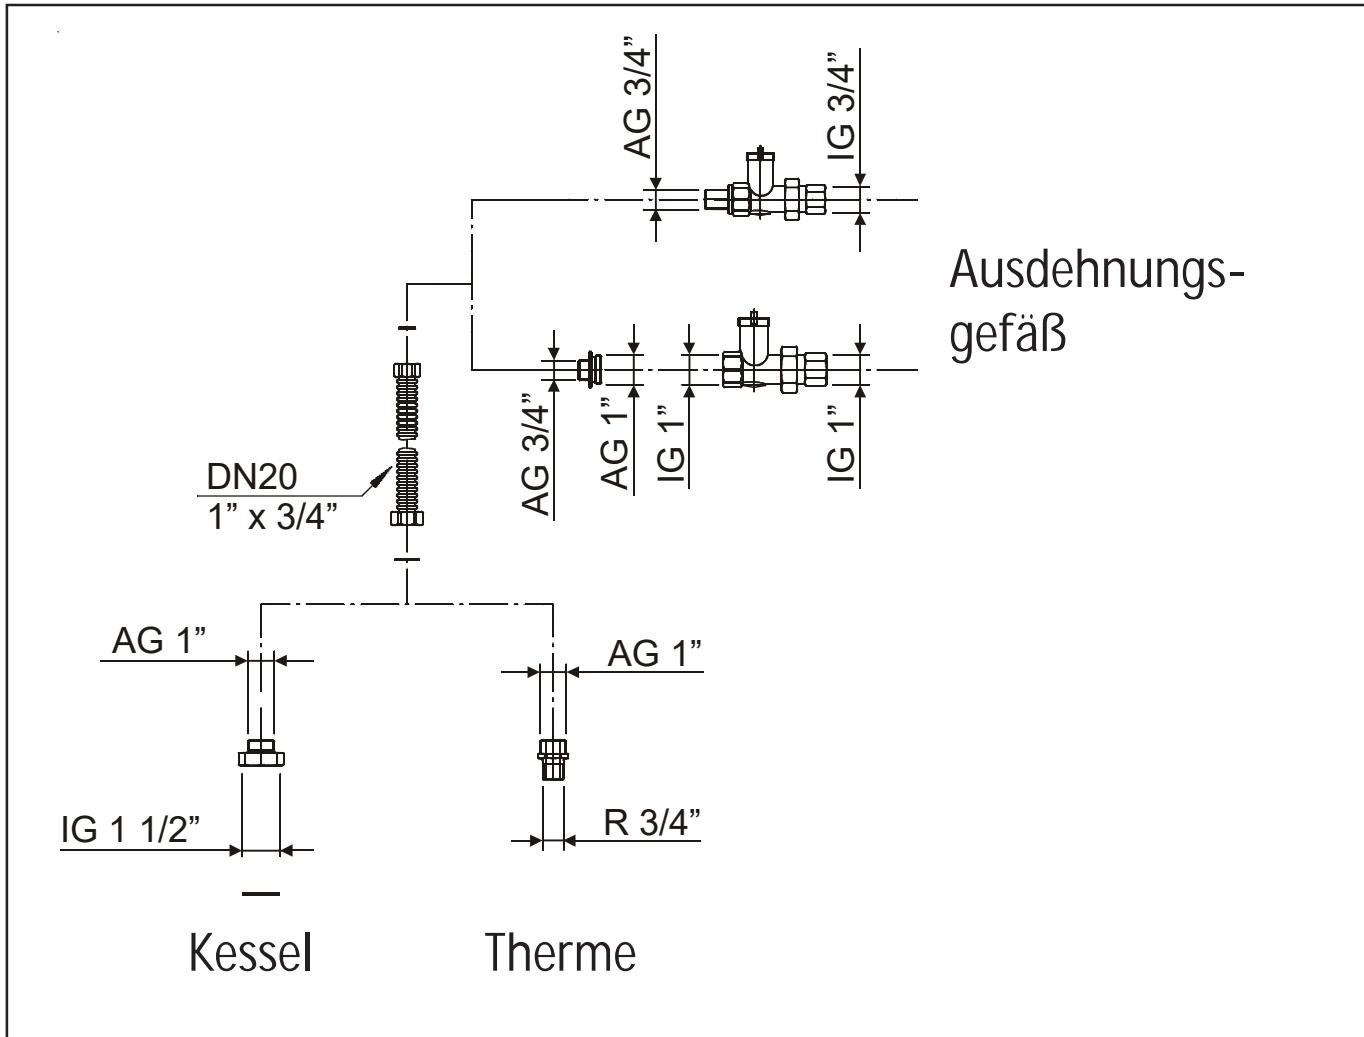 AG 3/4”
IG 3/4”
Ausdehnungs-
gefäß
AG 3/4”
AG 1”
IG 1”
IG 1”
DN20
1” x 3/4”
AG 1”
AG 1”
IG 1 1/2”
R 3/4”
Kessel
Therme